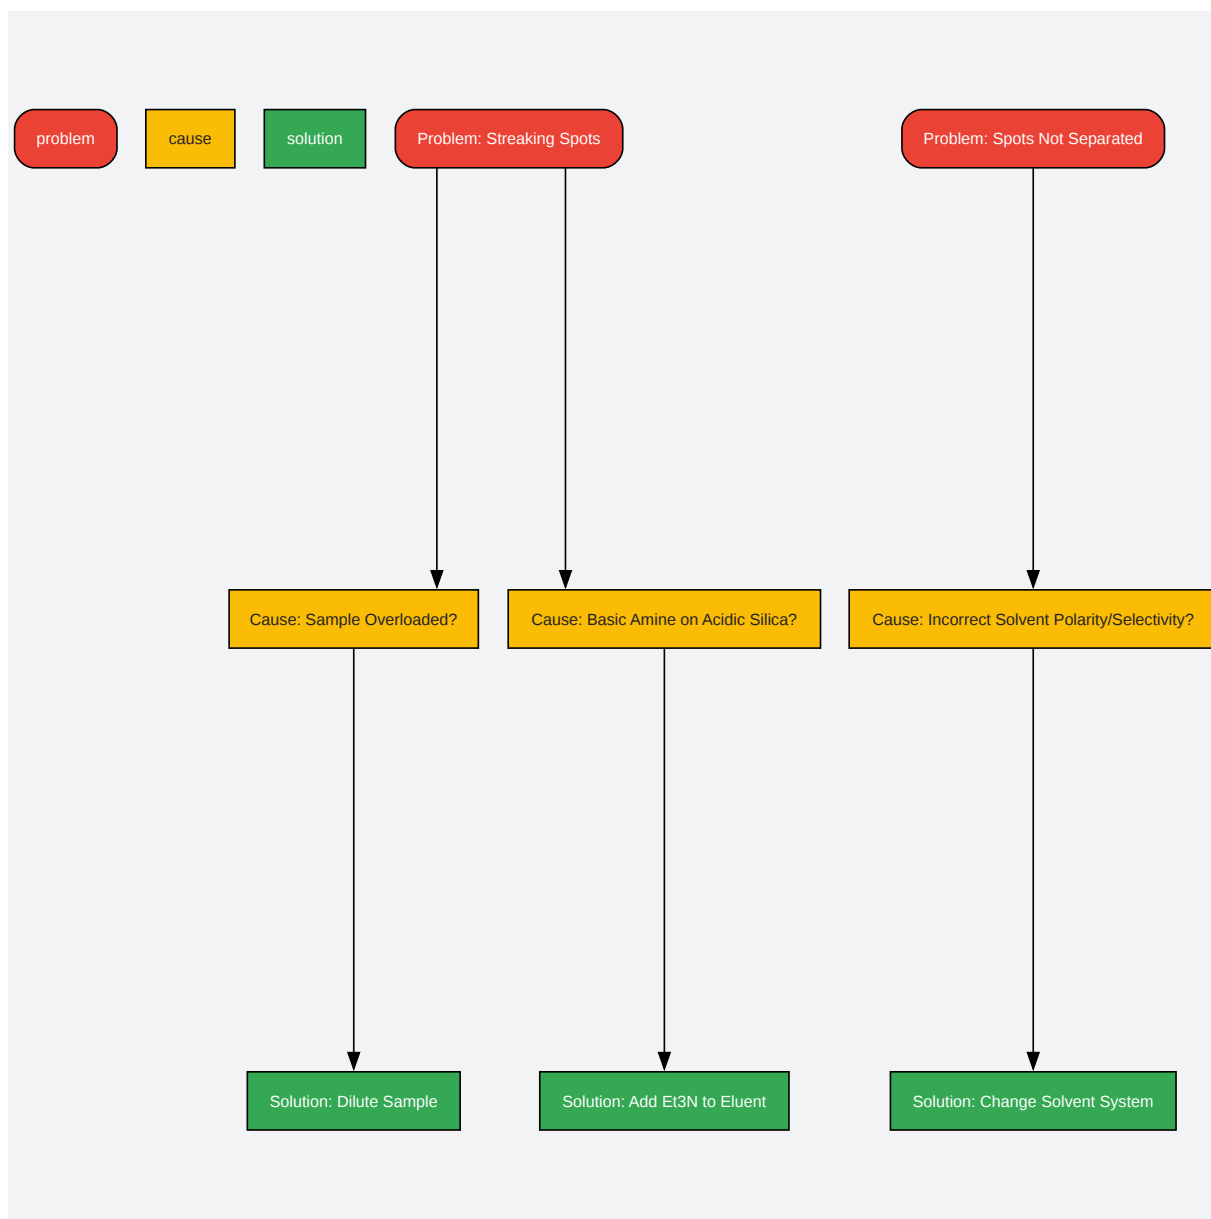 problem
cause
solution
Problem: Streaking Spots
Problem: Spots Not Separated
Cause: Sample Overloaded?
Cause: Basic Amine on Acidic Silica?
Cause: Incorrect Solvent Polarity/Selectivity?
Solution: Dilute Sample
Solution: Add Et3N to Eluent
Solution: Change Solvent System